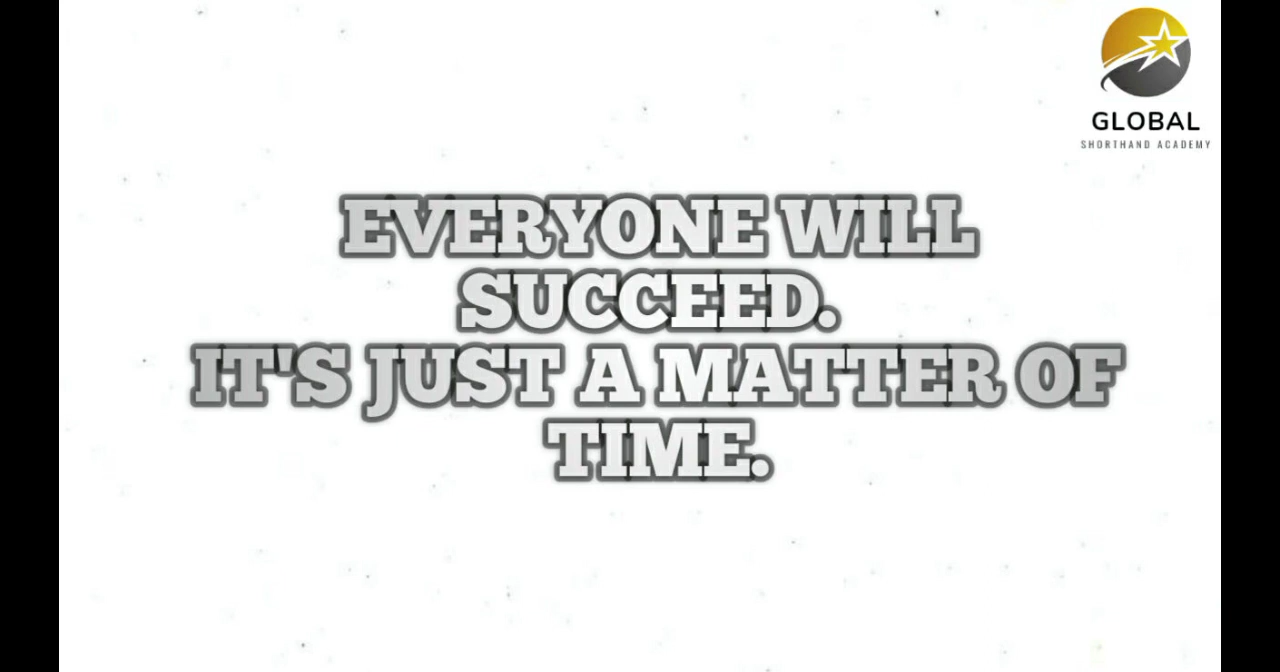 GLOBAL
SHORTHAND ACADEMY
EVERYONE WILL
SUCCEED.
IT'S JUST A MATTER OF
TIME.